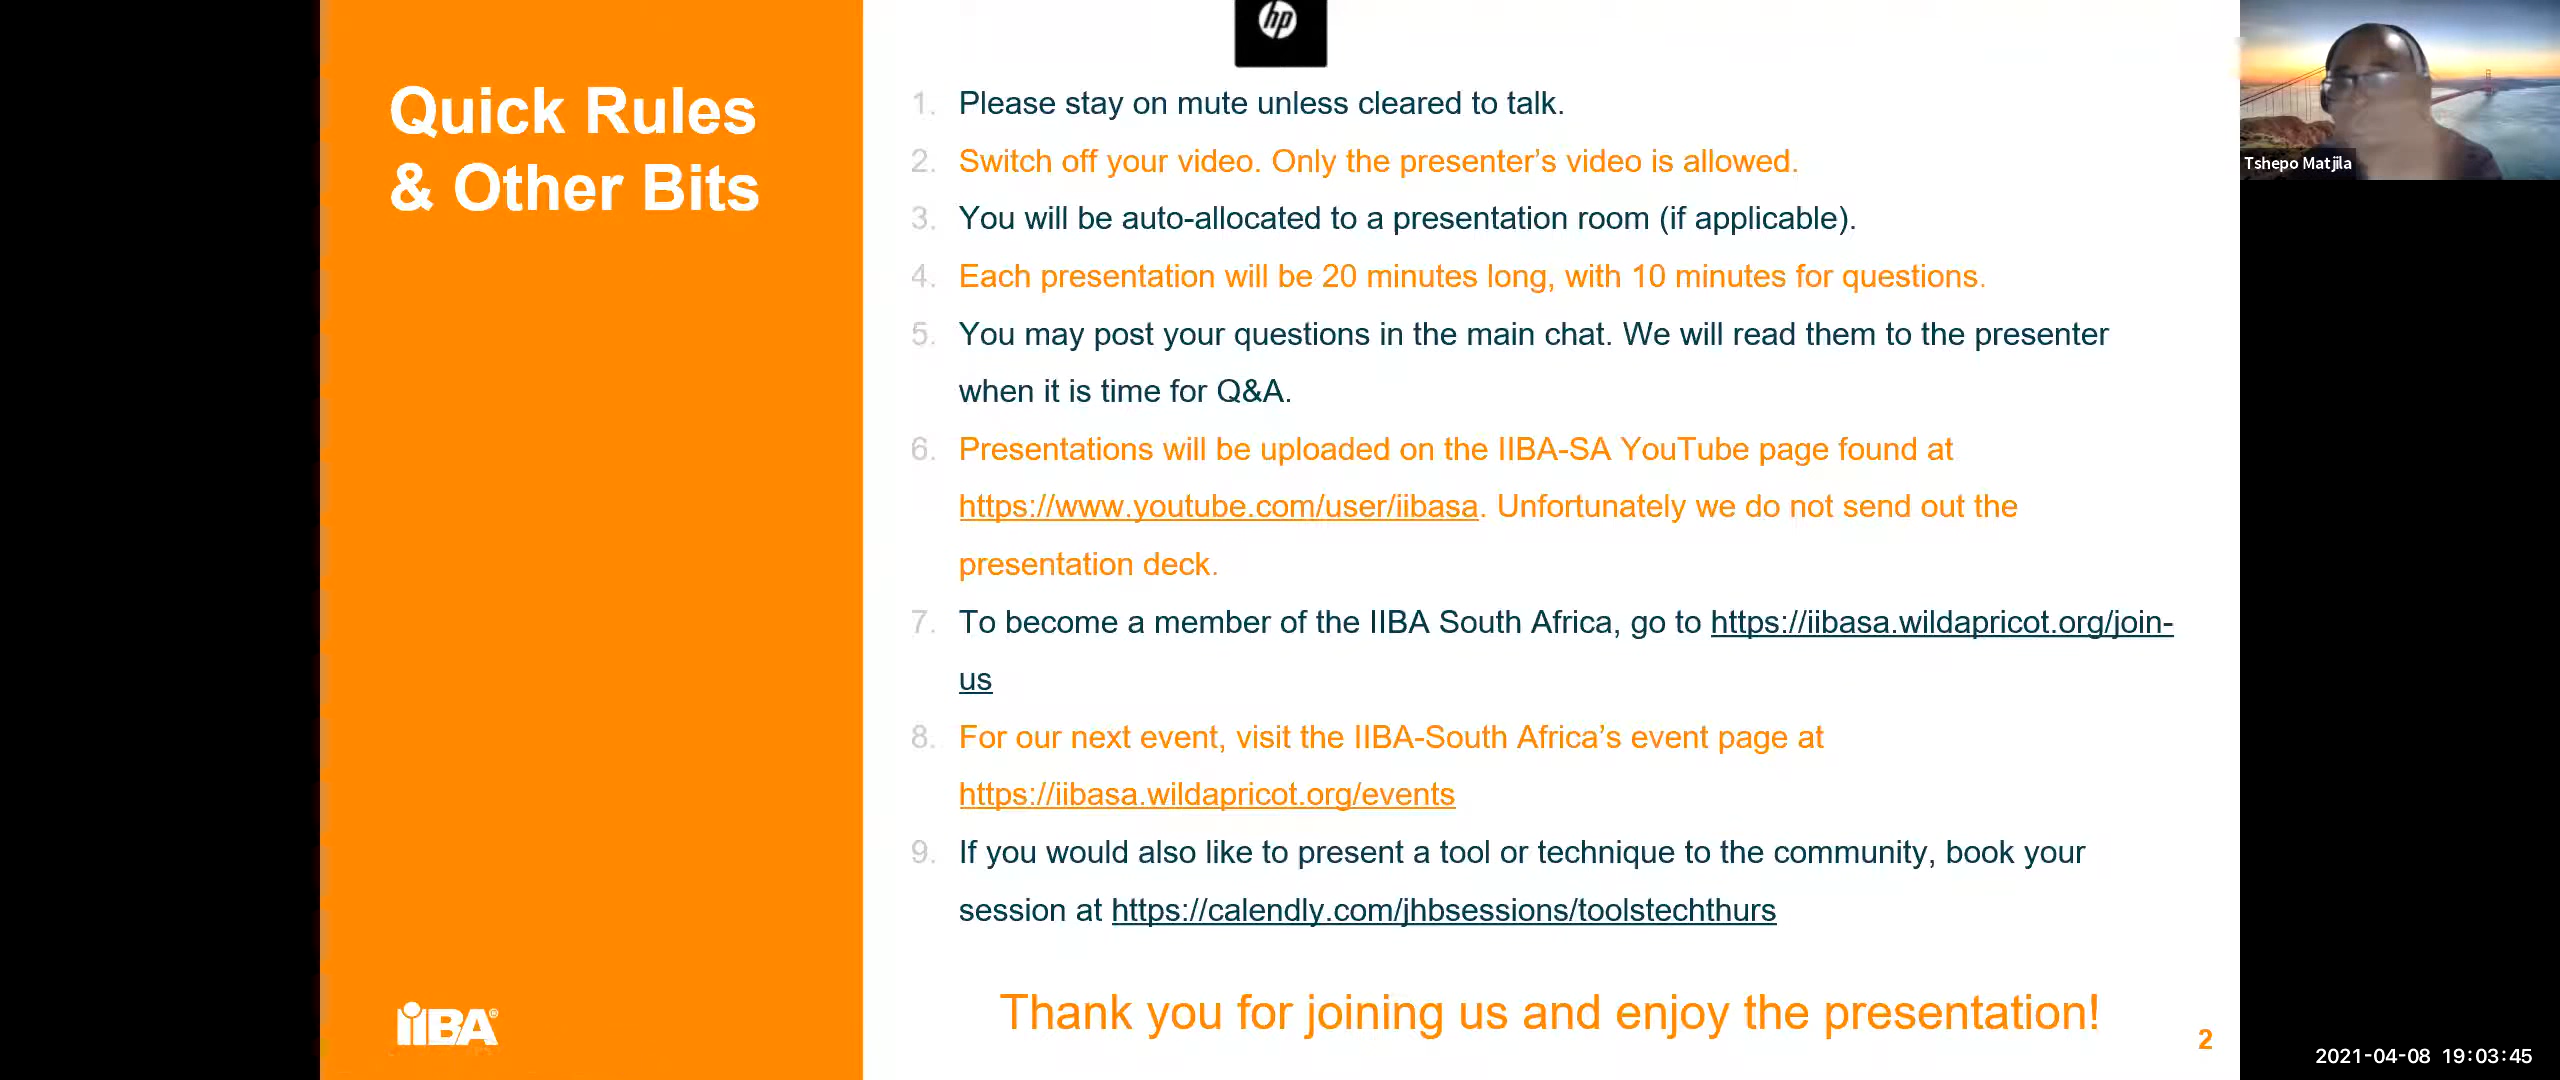 Quick Rules
& Other Bits
hp
1. Please stay on mute unless cleared to talk.
2. Switch off your video. Only the presenter’s video is allowed.
3. You will be auto-allocated to a presentation room (if applicable).
4. Each presentation will be 20 minutes long, with 10 minutes for questions.
5. You may post your questions in the main chat. We will read them to the presenter
when it is time for Q&A.
6. Presentations will be uploaded on the IIBA-SA YouTube page found at
https://www.youtube.com/user/iibasa. Unfortunately we do not send out the
presentation deck.
7. To become a member of the IIBA South Africa, go to https://iibasa.wildapricot.org/join-
us
8. For our next event, visit the IIBA-South Africa’s event page at
https://iibasa.wildapricot.org/events
9. If you would also like to present a tool or technique to the community, book your
session at https://calendly.com/jhbsessions/toolstechthurs
Thank you for joining us and enjoy the presentation!
iiBA®
2
Tshepo Matjila
2021-04-08 19:03:45